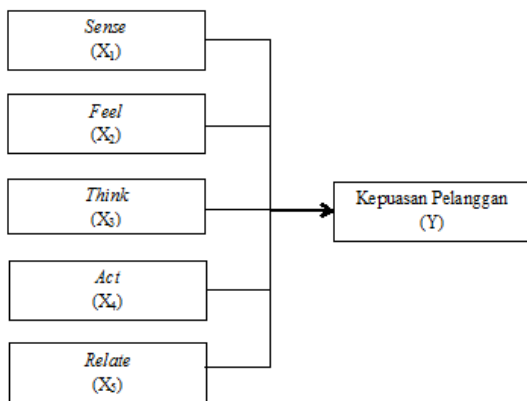 Sense
(X₁)
Feel
(X₂)
Think
(X₃)
Act
(X₄)
Relate
(X₅)
Kepuasan Pelanggan
(Y)